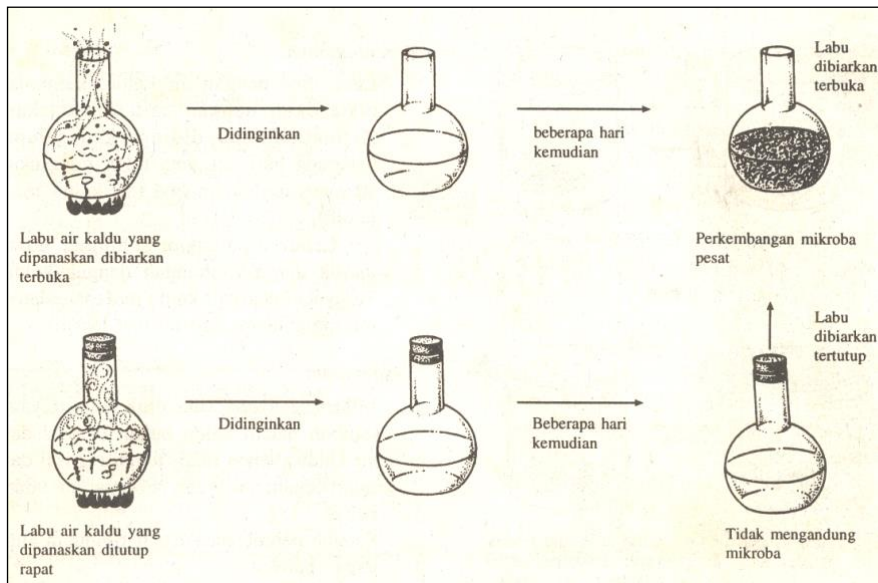 Labu
dibiarkan
terbuka
Didinginkan
beberapa hari
kemudian
Labu air kaldu yang
dipanaskan dibiarkan
terbuka
Perkembangan mikroba
pesat
Labu
dibiarkan
tertutup
Didinginkan
Beberapa hari
kemudian
Labu air kaldu yang
dipanaskan ditutup
rapat
Tidak mengandung
mikroba